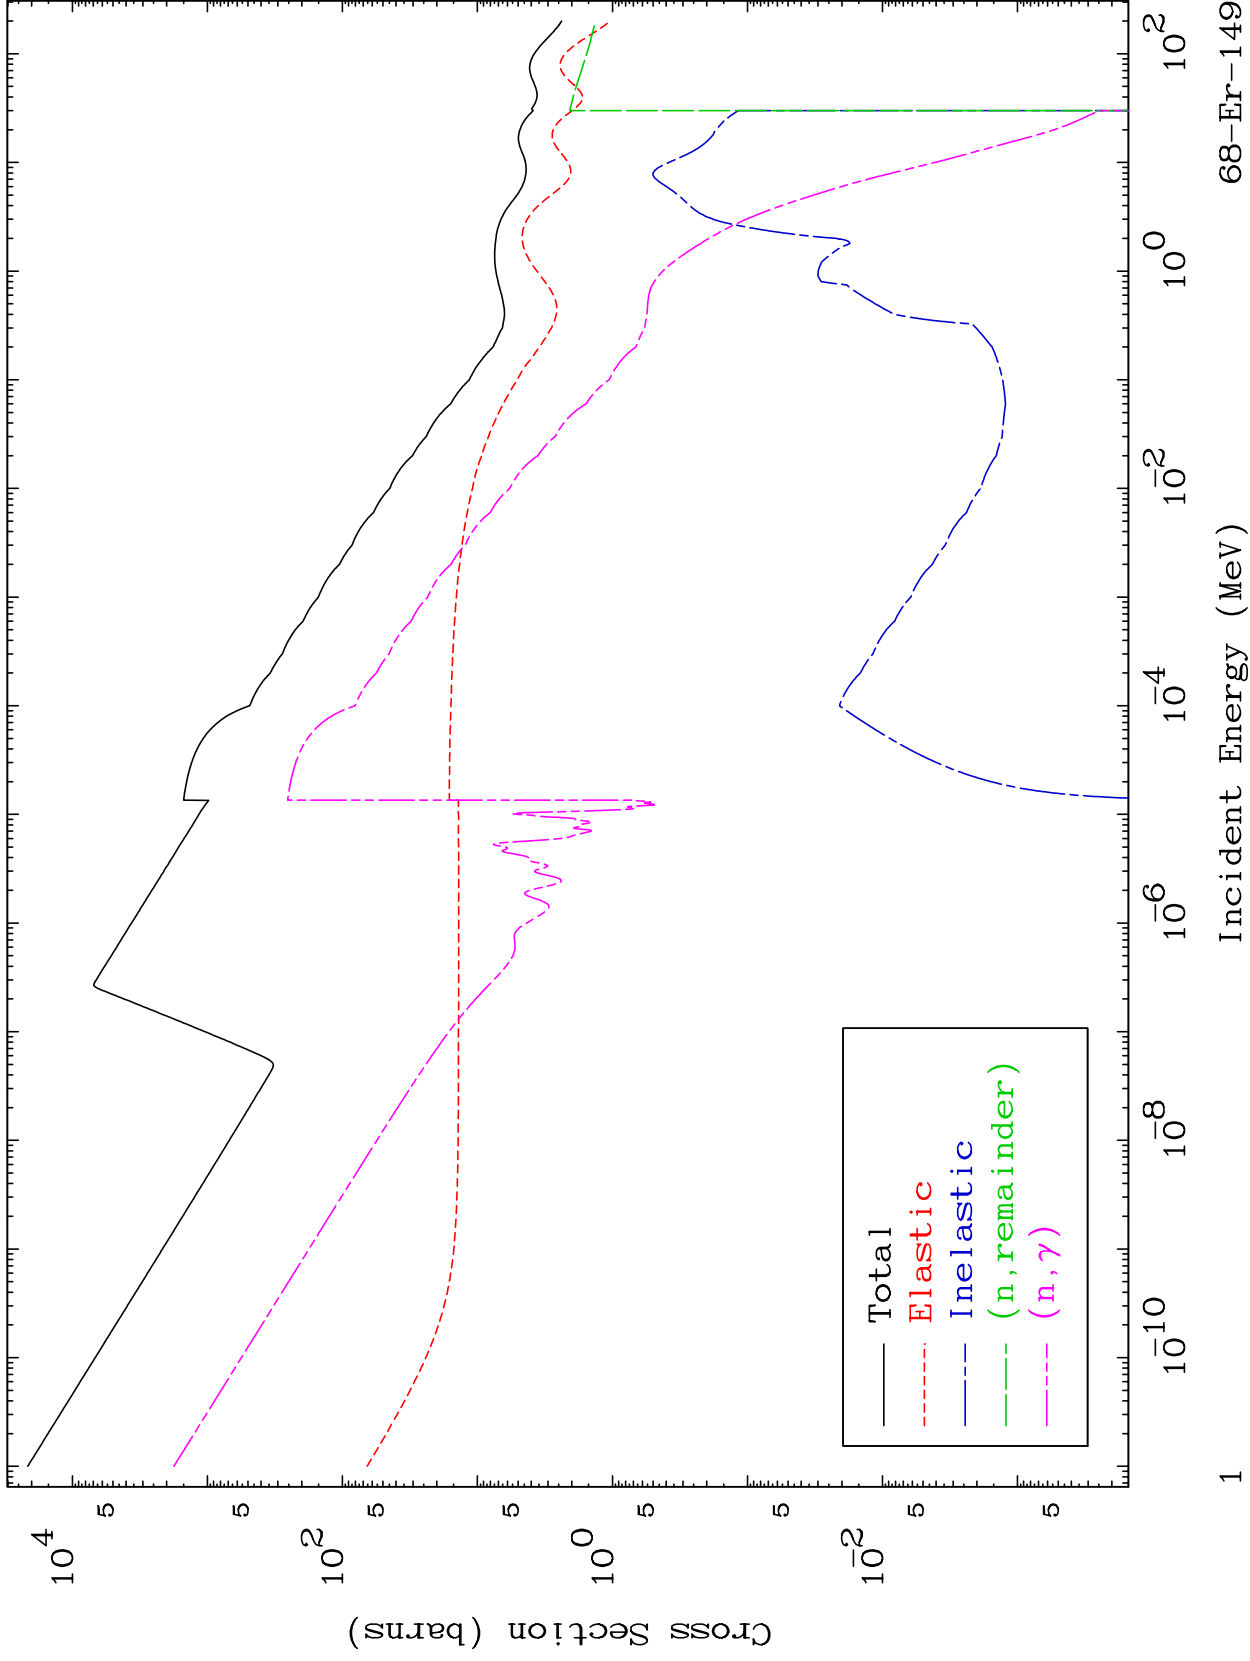 Cross Section (barns)
10^4
5
5
10^2
5
5
10^0
5
10^-2
5
5
Total
Elastic
Inelastic
(n,remainder)
(n,γ)
10^-10
10^-8
10^-6
10^-4
10^-2
10^0
10^2
1
Incident Energy (MeV)
68-Er-149